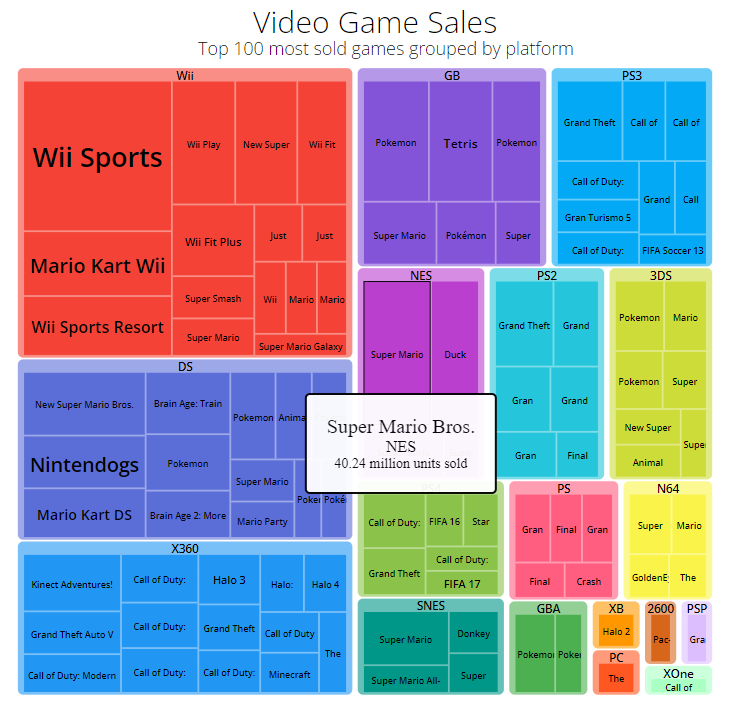 Video Game Sales
Top 100 most sold games grouped by platform
Wii
Wii Sports
Wii Play
New Super
Wii Fit
Mario Kart Wii
Wii Sports Resort
Wii Fit Plus
Just
Just
Super Smash
Super Mario
Wii
Mario
Mario
Super Mario Galaxy
GB
Pokemon
Tetris
Pokemon
Super Mario
Pokémon
Super
PS3
Grand Theft
Call of
Call of
Call of Duty:
Gran Turismo 5
Call of Duty:
Grand
Call
FIFA Soccer 13
DS
New Super Mario Bros.
Nintendogs
Mario Kart DS
Brain Age: Train
Pokemon
Brain Age 2: More
Pokemon
Anima
Super Mario
Mario Party
Poke
Poké
NES
Super Mario
Duck
Super Mario Bros.
NES
40.24 million units sold
PS2
Grand Theft
Grand
Gran
Grand
Gran
Final
3DS
Pokemon
Mario
Pokemon
Super
New Super
Animal
Supe
X360
Kinect Adventures!
Grand Theft Auto V
Call of Duty: Modern
Call of Duty:
Call of Duty:
Call of Duty:
Halo 3
Grand Theft
Call of Duty:
Halo:
Halo 4
Call of Duty
Minecraft
The
Call of Duty:
Grand Theft
FIFA 16
Star
Call of Duty:
FIFA 17
PS
Gran
Final
Gran
Final
Crash
N64
Super
Mario
GoldenE
The
SNES
Super Mario
Super Mario All-
Donkey
Super
GBA
Pokemo
Poke
XB
Halo 2
PC
The
2600
Pac-
PSP
Gra
XOne
Call of